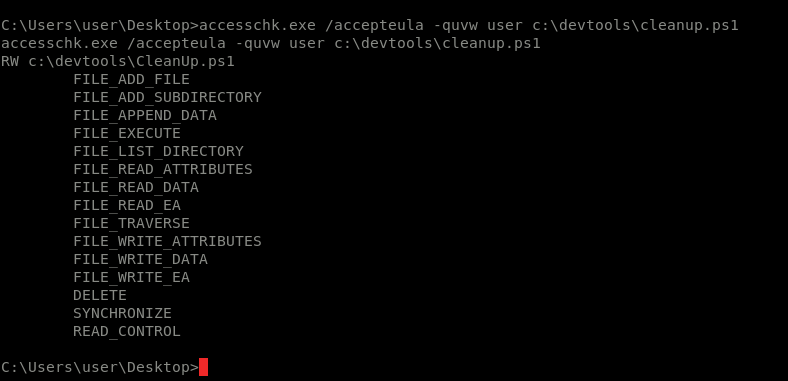 C:\Users\user\Desktop>accesschk.exe /accepteula -quvw user c:\devtools\cleanup.ps1
accesschk.exe /accepteula -quvw user c:\devtools\cleanup.ps1
RW c:\devtools\CleanUp.ps1
FILE_ADD_FILE
FILE_ADD_SUBDIRECTORY
FILE_APPEND_DATA
FILE_EXECUTE
FILE_LIST_DIRECTORY
FILE_READ_ATTRIBUTES
FILE_READ_DATA
FILE_READ_EA
FILE_TRAVERSE
FILE_WRITE_ATTRIBUTES
FILE_WRITE_DATA
FILE_WRITE_EA
DELETE
SYNCHRONIZE
READ_CONTROL
C:\Users\user\Desktop>